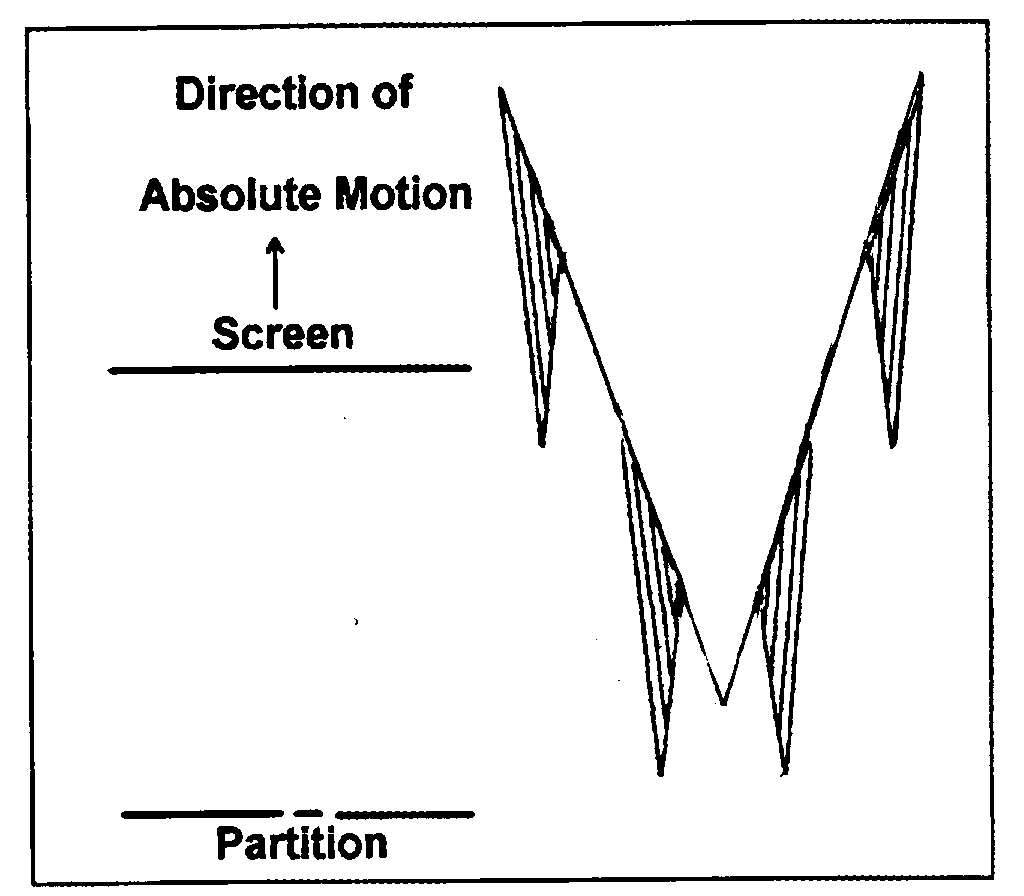 Direction of
Absolute Motion
Screen
Partition